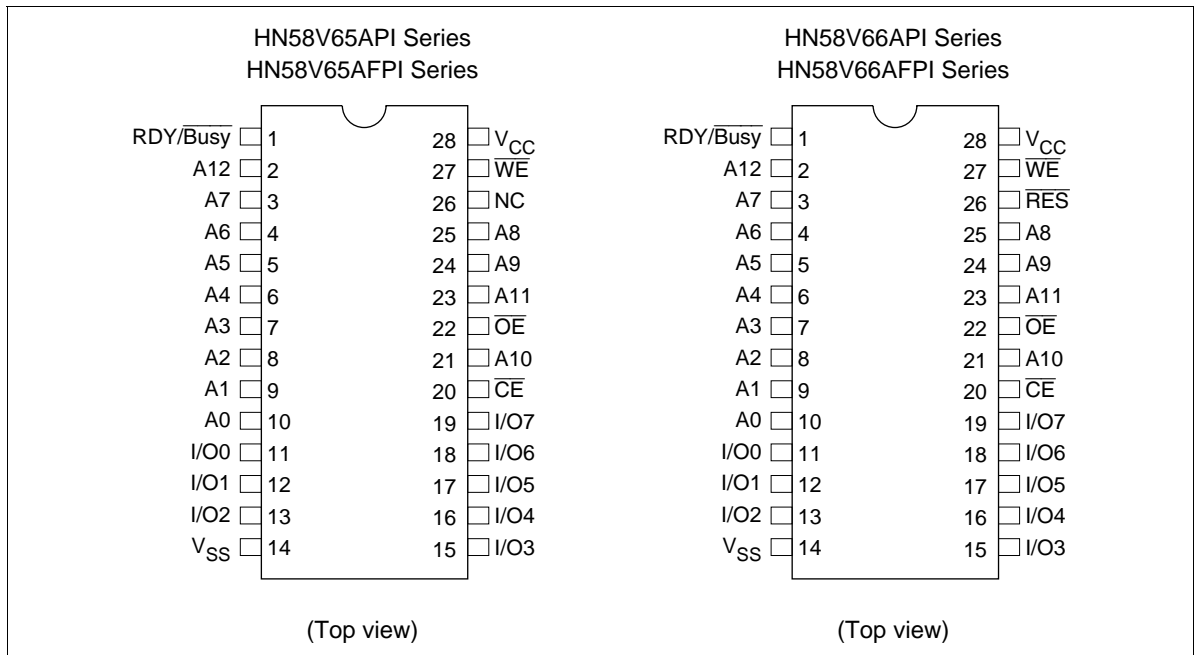 HN58V65API Series
HN58V65AFPI Series
RDY/Busy 1 28 VCC
A12 2 27 WE
A7 3 26 NC
A6 4 25 A8
A5 5 24 A9
A4 6 23 A11
A3 7 22 OE
A2 8 21 A10
A1 9 20 CE
A0 10 19 I/O7
I/O0 11 18 I/O6
I/O1 12 17 I/O5
I/O2 13 16 I/O4
VSS 14 15 I/O3
(Top view)
HN58V66API Series
HN58V66AFPI Series
RDY/Busy 1 28 VCC
A12 2 27 WE
A7 3 26 RES
A6 4 25 A8
A5 5 24 A9
A4 6 23 A11
A3 7 22 OE
A2 8 21 A10
A1 9 20 CE
A0 10 19 I/O7
I/O0 11 18 I/O6
I/O1 12 17 I/O5
I/O2 13 16 I/O4
VSS 14 15 I/O3
(Top view)